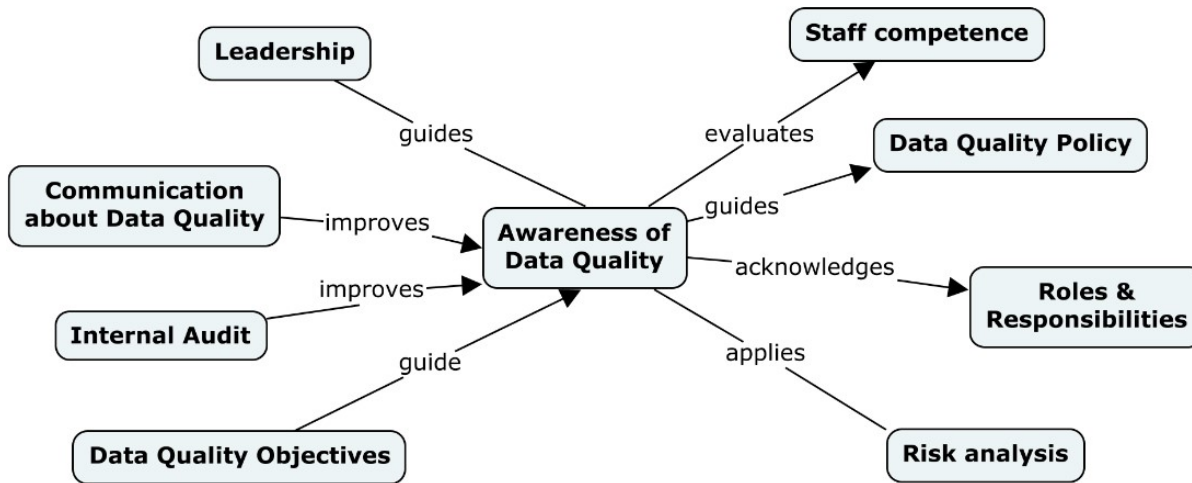 Leadership
Staff competence
guides
evaluates
Data Quality Policy
Communication
about Data Quality
improves
guides
Awareness of
Data Quality
acknowledges
improves
Roles &
Responsibilities
Internal Audit
guide
applies
Data Quality Objectives
Risk analysis